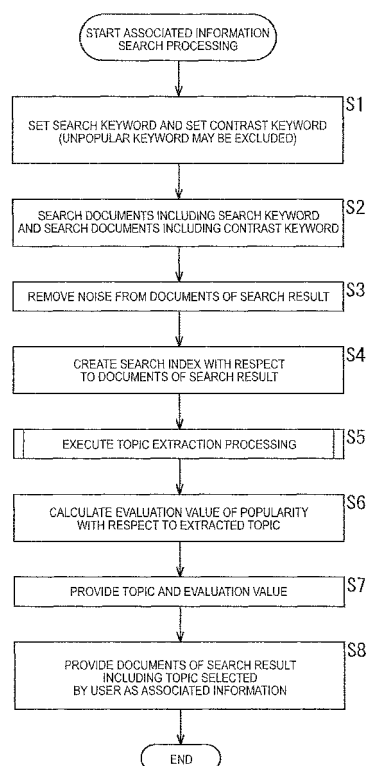 START ASSOCIATED INFORMATION
SEARCH PROCESSING
S1
SET SEARCH KEYWORD AND SET CONTRAST KEYWORD
(UNPOPULAR KEYWORD MAY BE EXCLUDED)
S2
SEARCH DOCUMENTS INCLUDING SEARCH KEYWORD
AND SEARCH DOCUMENTS INCLUDING CONTRAST KEYWORD
S3
REMOVE NOISE FROM DOCUMENTS OF SEARCH RESULT
S4
CREATE SEARCH INDEX WITH RESPECT
TO DOCUMENTS OF SEARCH RESULT
S5
EXECUTE TOPIC EXTRACTION PROCESSING
S6
CALCULATE EVALUATION VALUE OF POPULARITY
WITH RESPECT TO EXTRACTED TOPIC
S7
PROVIDE TOPIC AND EVALUATION VALUE
S8
PROVIDE DOCUMENTS OF SEARCH RESULT
INCLUDING TOPIC SELECTED
BY USER AS ASSOCIATED INFORMATION
END